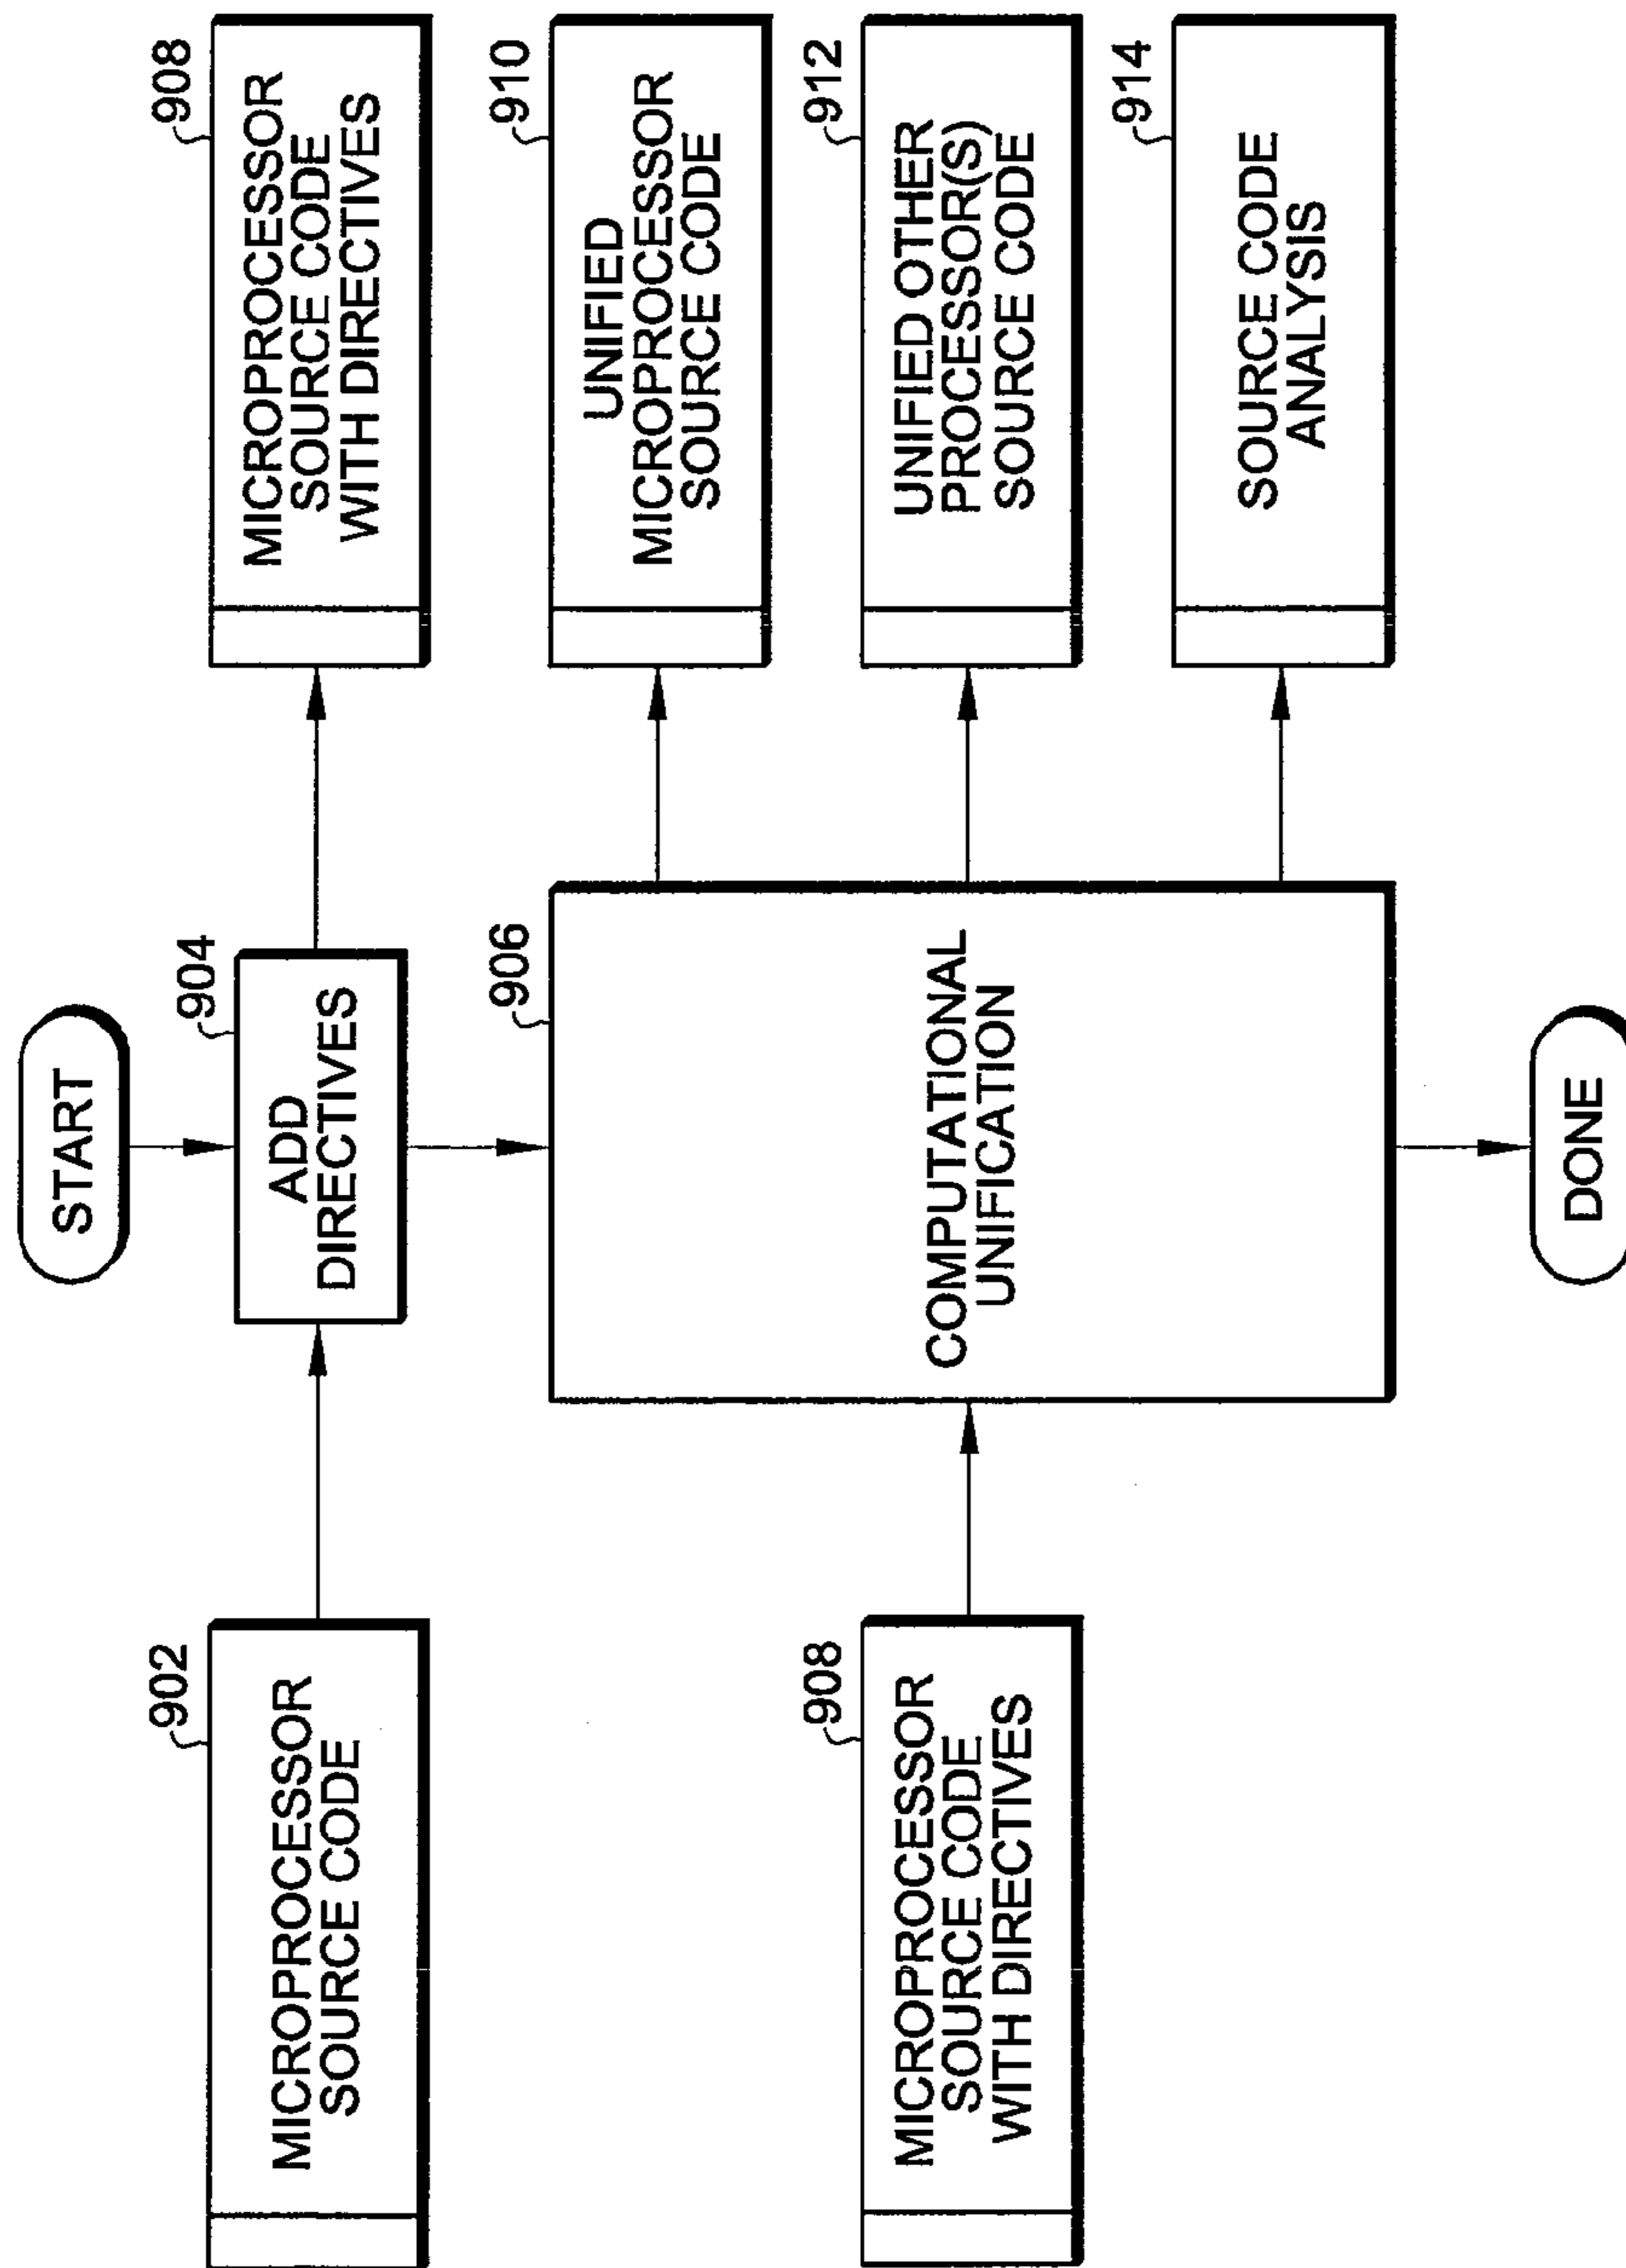 START
902
MICROPROCESSOR
SOURCE CODE
904
ADD
DIRECTIVES
908
MICROPROCESSOR
SOURCE CODE
WITH DIRECTIVES
908
MICROPROCESSOR
SOURCE CODE
WITH DIRECTIVES
906
COMPUTATIONAL
UNIFICATION
910
UNIFIED
MICROPROCESSOR
SOURCE CODE
912
UNIFIED OTHER
PROCESSOR(S)
SOURCE CODE
914
SOURCE CODE
ANALYSIS
DONE